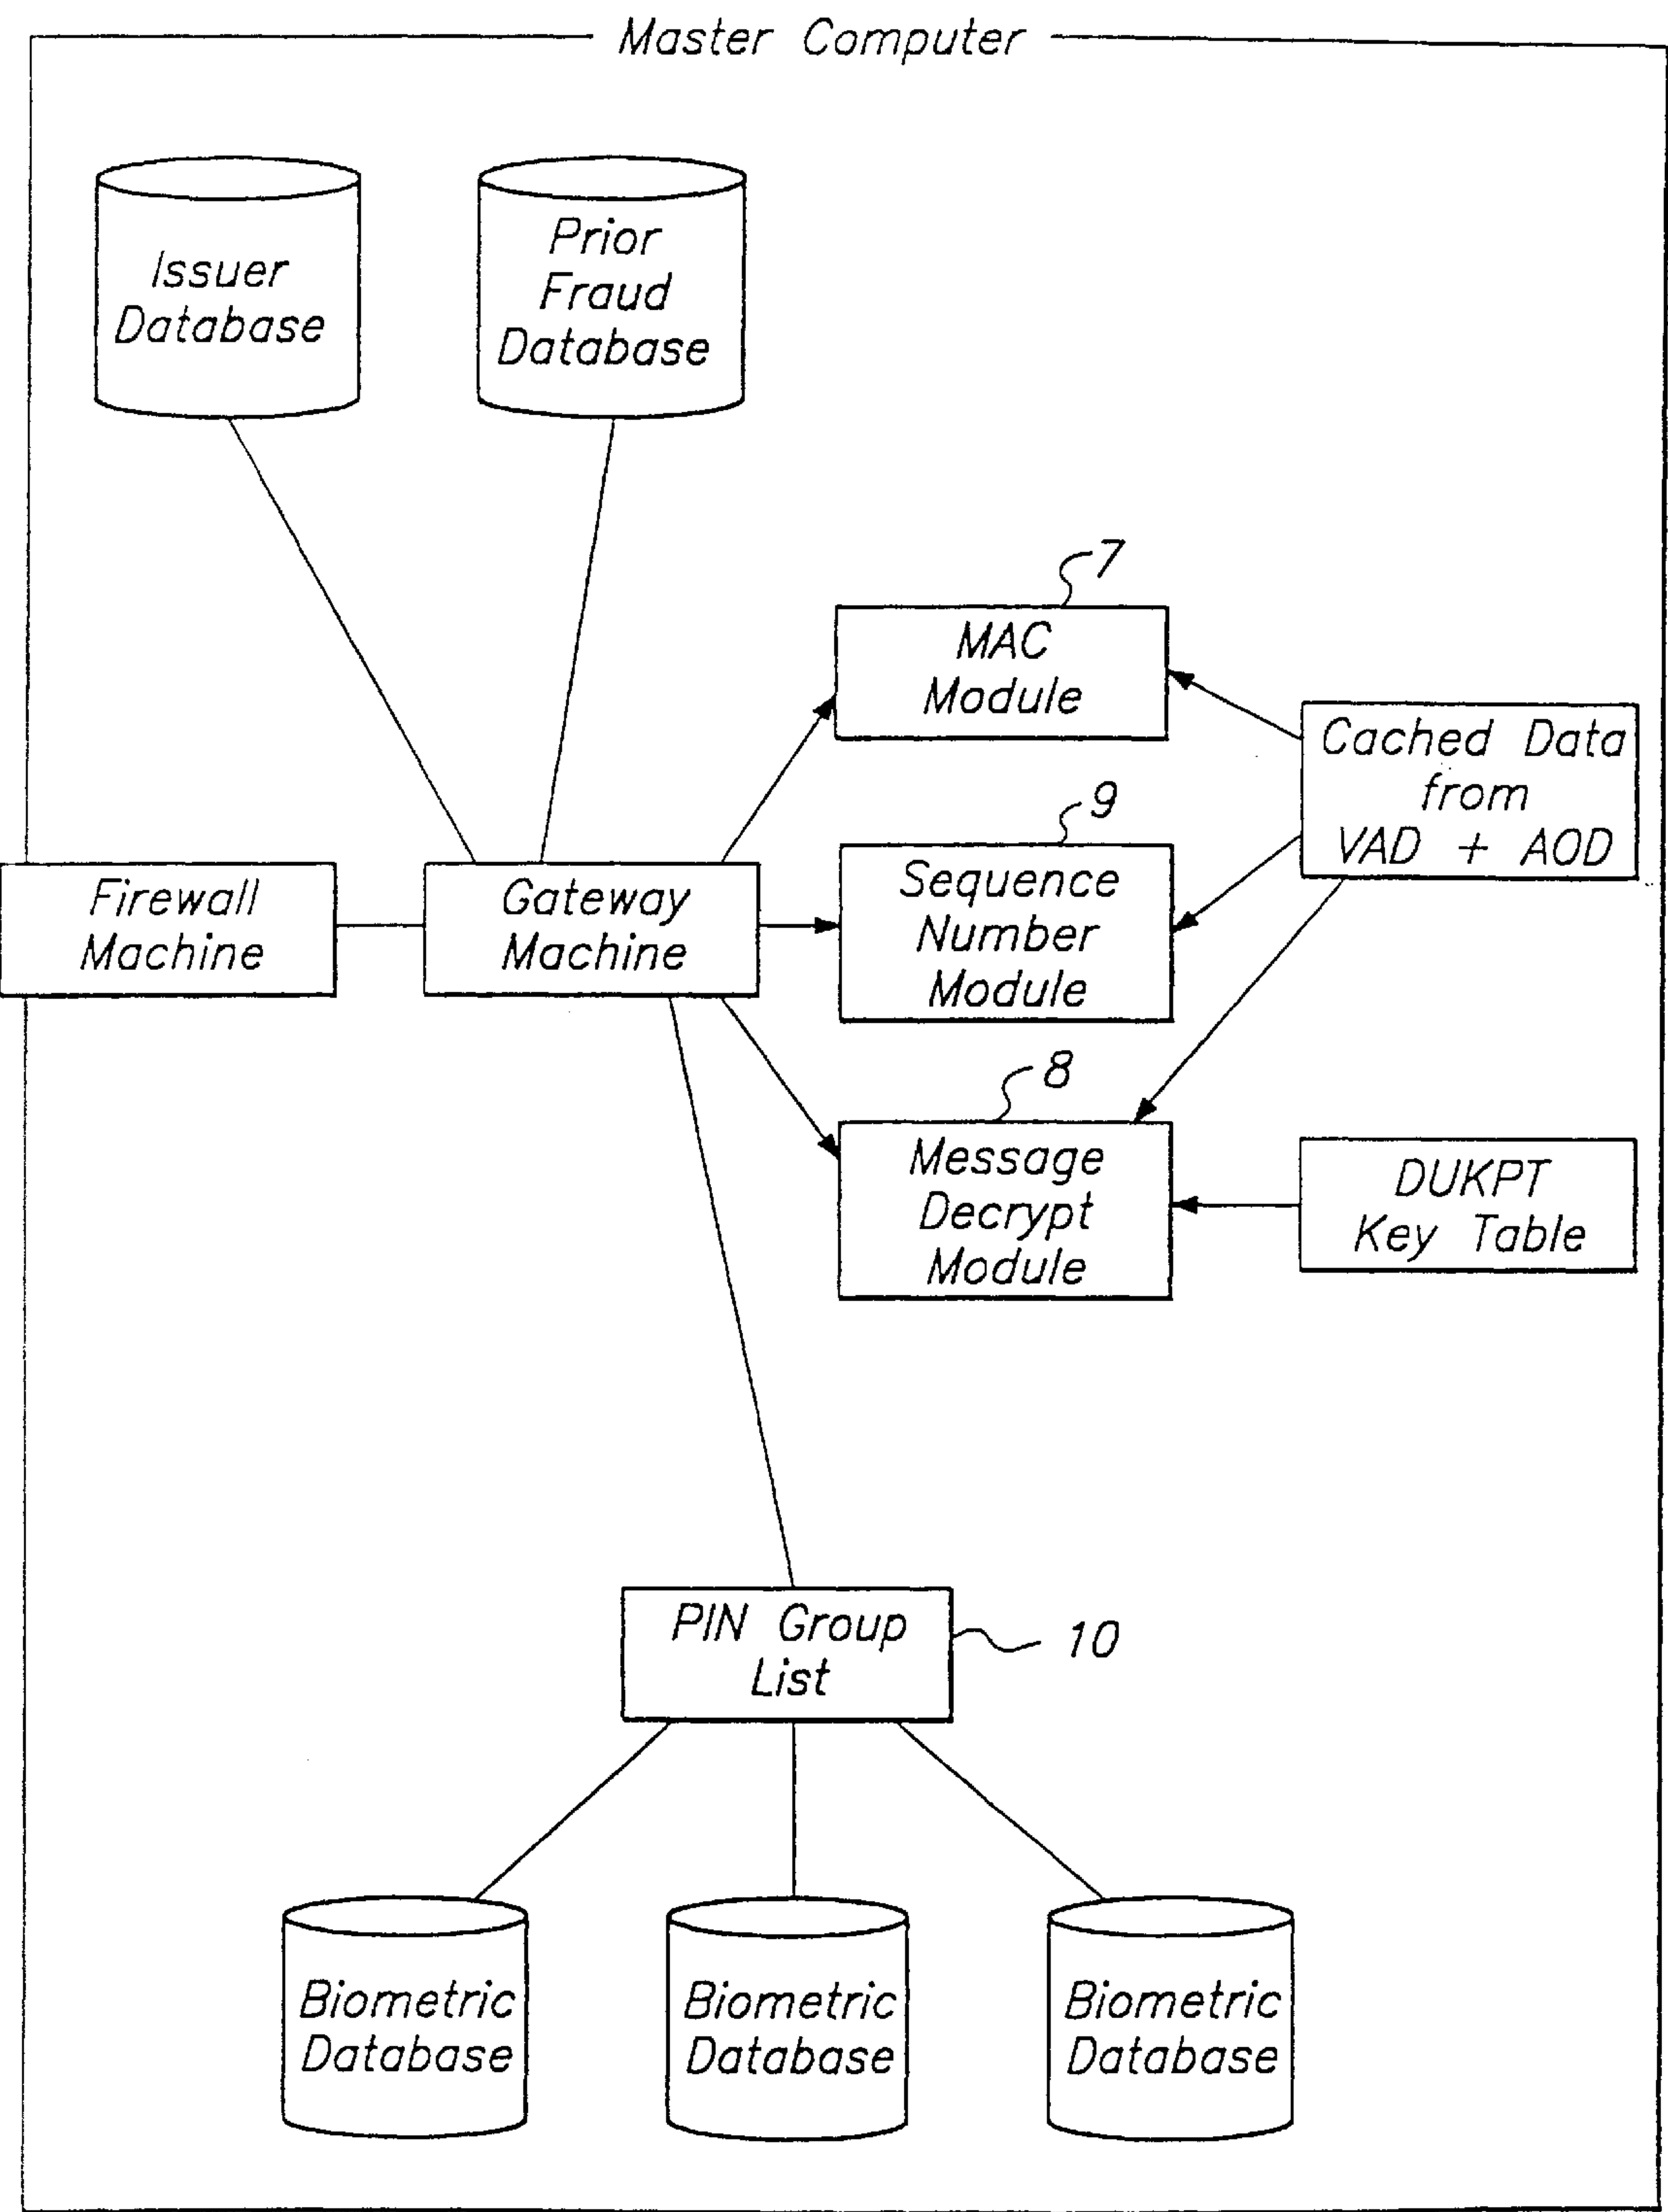 Master Computer
Issuer
Database
Prior
Fraud
Database
7
MAC
Module
Cached Data
from
VAD + AOD
9
Sequence
Number
Module
Firewall
Machine
Gateway
Machine
8
Message
Decrypt
Module
DUKPT
Key Table
PIN Group
List
10
Biometric
Database
Biometric
Database
Biometric
Database